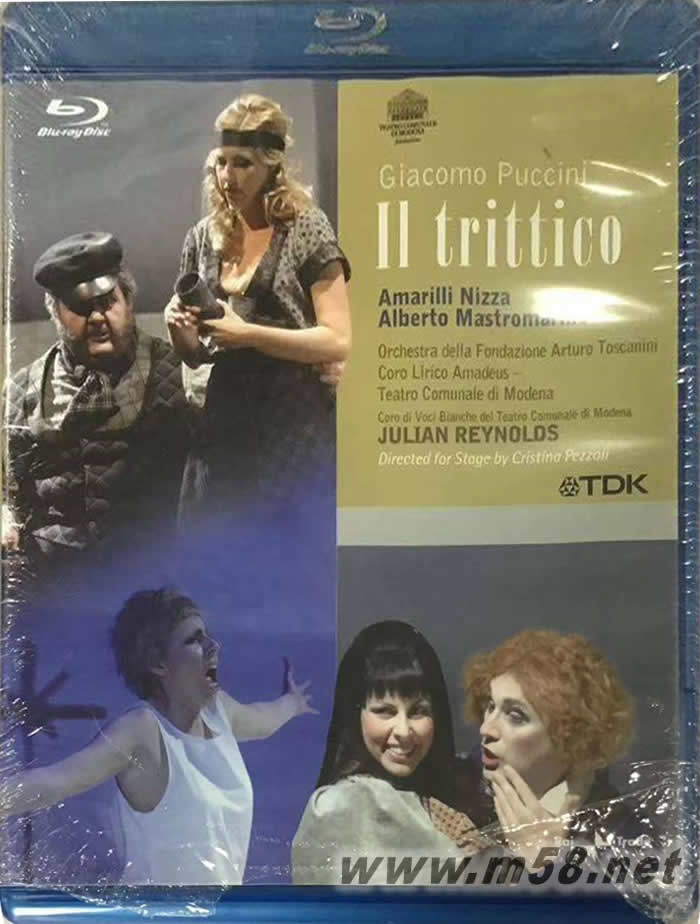 Blu-ray Disc
Blu-ray Disc
TEATRO COMUNALE
DI MODENA
fondazione
Giacomo Puccini
Il trittico
Amarilli Nizza
Alberto
Orchestra della Fondazione Arturo Toscanini
Coro Lirico Amadeus –
Teatro Comunale di Modena
Coro di Voci Bianche del Teatro Comunale di Modena
JULIAN REYNOLDS
Directed for Stage by Cristina Pezzoli
TDK
www.m58.net